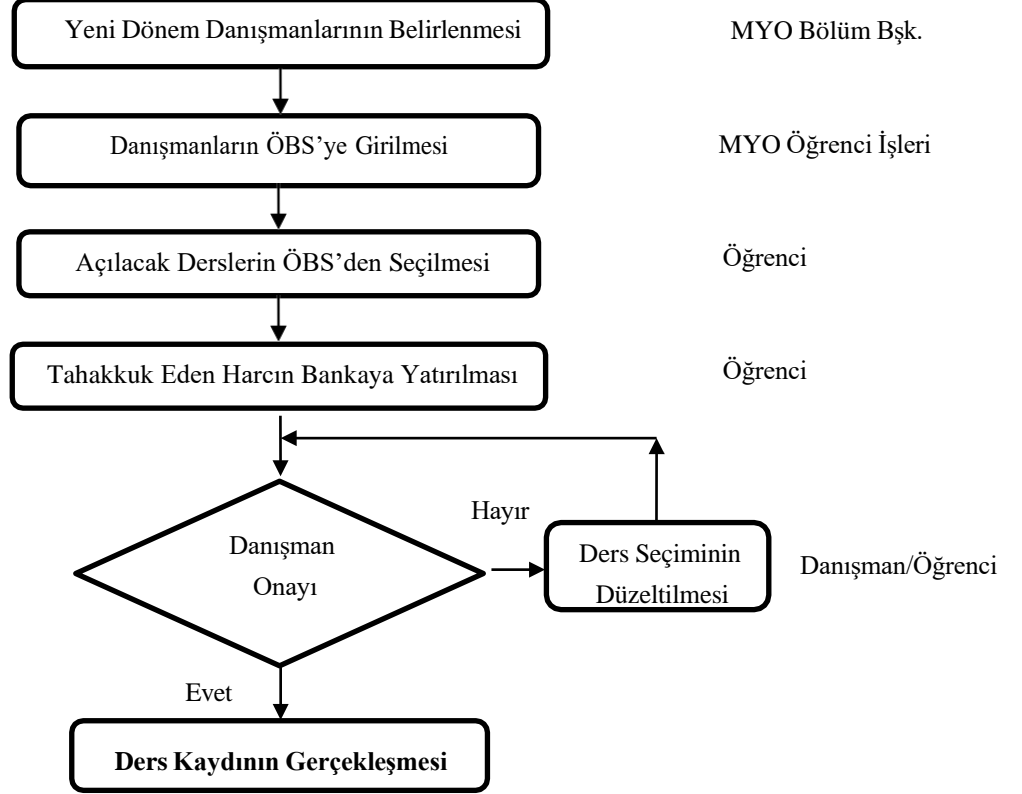 Yeni Dönem Danışmanlarının Belirlenmesi
MYO Bölüm Bşk.
Danışmanların ÖBS’ye Girilmesi
MYO Öğrenci İşleri
Açılacak Derslerin ÖBS’den Seçilmesi
Öğrenci
Tahakkuk Eden Harcın Bankaya Yatırılması
Öğrenci
Danışman
Onayı
Hayır
Ders Seçiminin
Düzeltilmesi
Danışman/Öğrenci
Evet
Ders Kaydının Gerçekleşmesi